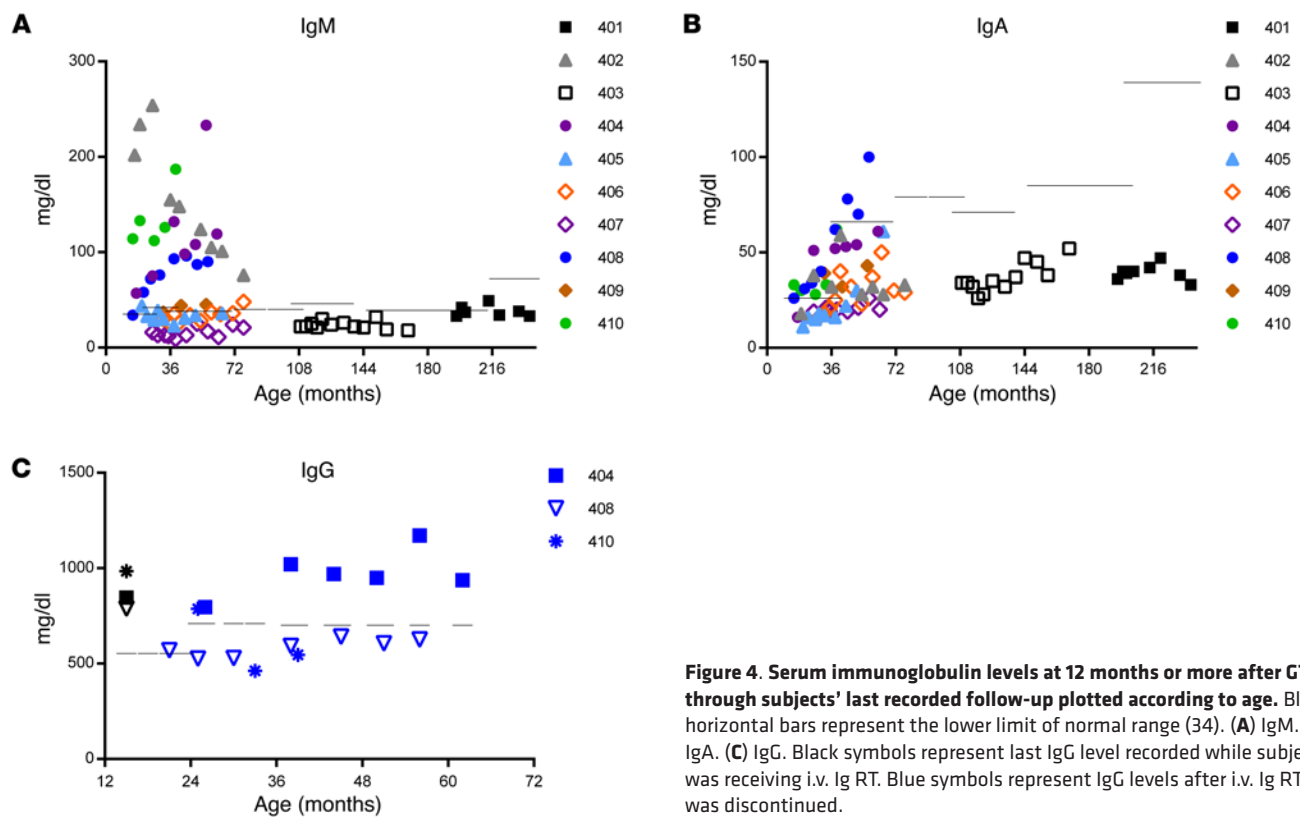 A
IgM
mg/dl
300
200
100
0
0 36 72 108 144 180 216
Age (months)
401
402
403
404
405
406
407
408
409
410
B
IgA
mg/dl
150
100
50
0
0 36 72 108 144 180 216
Age (months)
401
402
403
404
405
406
407
408
409
410
C
IgG
mg/dl
1500
1000
500
0
12 24 36 48 60 72
Age (months)
404
408
410
Figure 4. Serum immunoglobulin levels at 12 months or more after G
through subjects' last recorded follow-up plotted according to age. Bl
horizontal bars represent the lower limit of normal range (34). (A) IgM.
IgA. (C) IgG. Black symbols represent last IgG level recorded while subje
was receiving i.v. Ig RT. Blue symbols represent IgG levels after i.v. Ig RT
was discontinued.